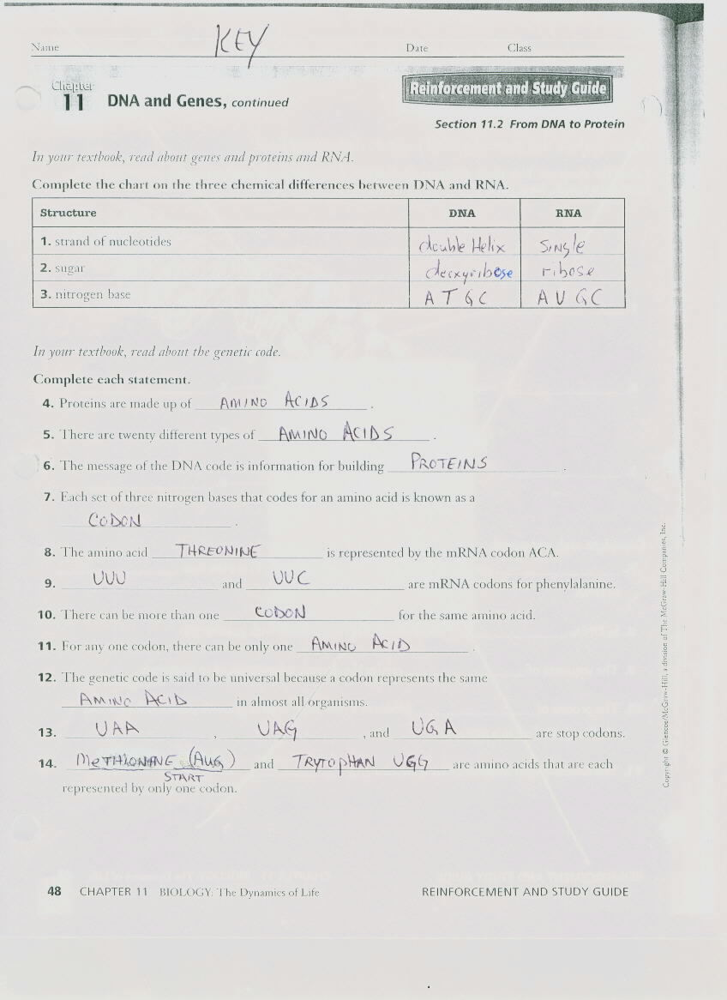 Name KEY Date Class
Chapter
11 DNA and Genes, continued
Reinforcement and Study Guide
Section 11.2 From DNA to Protein
In your textbook, read about genes and proteins and RNA.
Complete the chart on the three chemical differences between DNA and RNA.
Structure DNA RNA
1. strand of nucleotides double Helix SiNgle
2. sugar deoxyribose ribose
3. nitrogen base A T G C A U G C
In your textbook, read about the genetic code.
Complete each statement.
4. Proteins are made up of AMINO ACIDS .
5. There are twenty different types of AMINO ACIDS .
6. The message of the DNA code is information for building PROTEINS .
7. Each set of three nitrogen bases that codes for an amino acid is known as a
CODON .
8. The amino acid THREONINE is represented by the mRNA codon ACA.
9. UUU and UUC are mRNA codons for phenylalanine.
10. There can be more than one CODON for the same amino acid.
11. For any one codon, there can be only one AMINO ACID .
12. The genetic code is said to be universal because a codon represents the same
AMINO ACID in almost all organisms.
13. UAA , UAG , and UGA are stop codons.
14. METHIONINE (AUG) and TRYTOPHAN UGG are amino acids that are each
START
represented by only one codon.
Copyright © Glencoe/McGraw-Hill, a division of The McGraw-Hill Companies, Inc.
48 CHAPTER 11 BIOLOGY: The Dynamics of Life REINFORCEMENT AND STUDY GUIDE